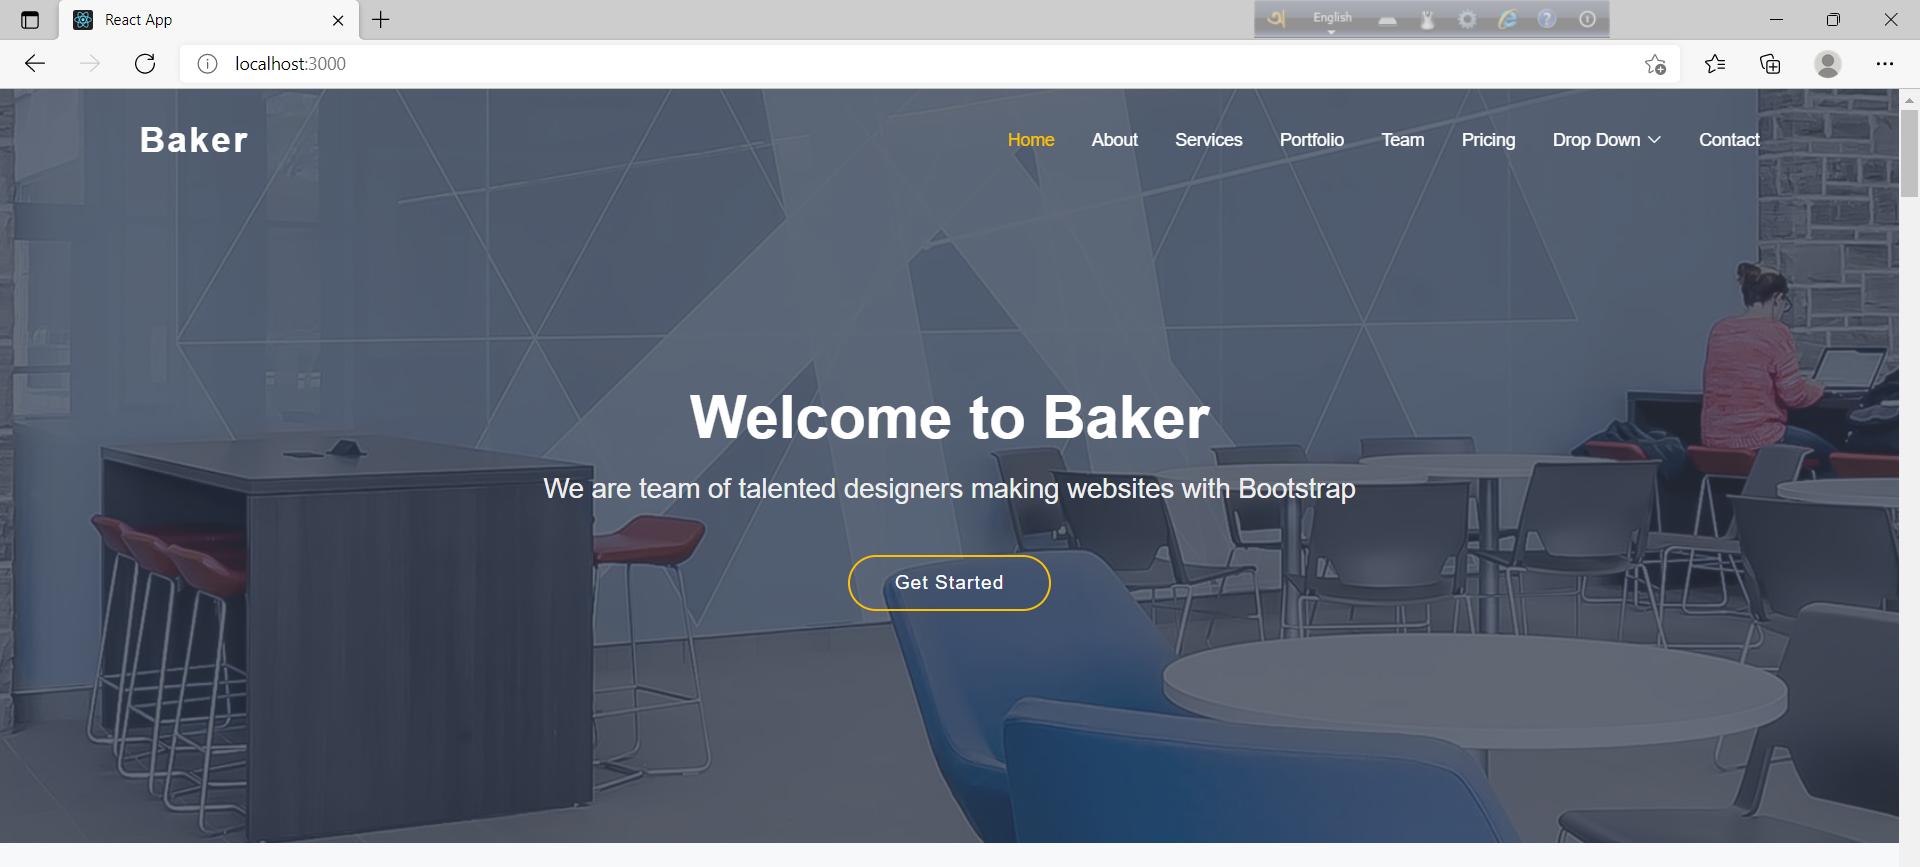 React App
English
localhost:3000
Baker
Home About Services Portfolio Team Pricing Drop Down Contact
Welcome to Baker
We are team of talented designers making websites with Bootstrap
Get Started